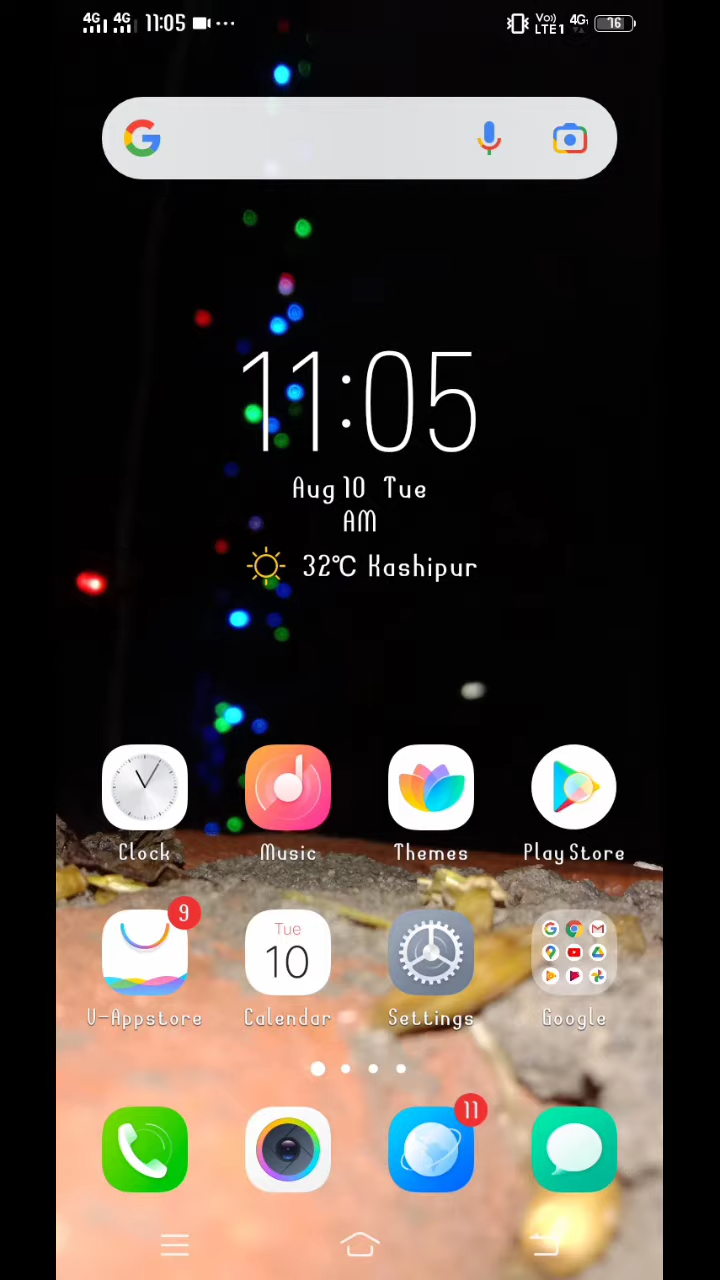 4G 4G 11:05 ... Vo)) LTE1 4G 76
11:05
Aug 10 Tue
AM
32℃ Kashipur
Clock Music Themes Play Store
9 Tue
10
V-Appstore Calendar Settings Google
11